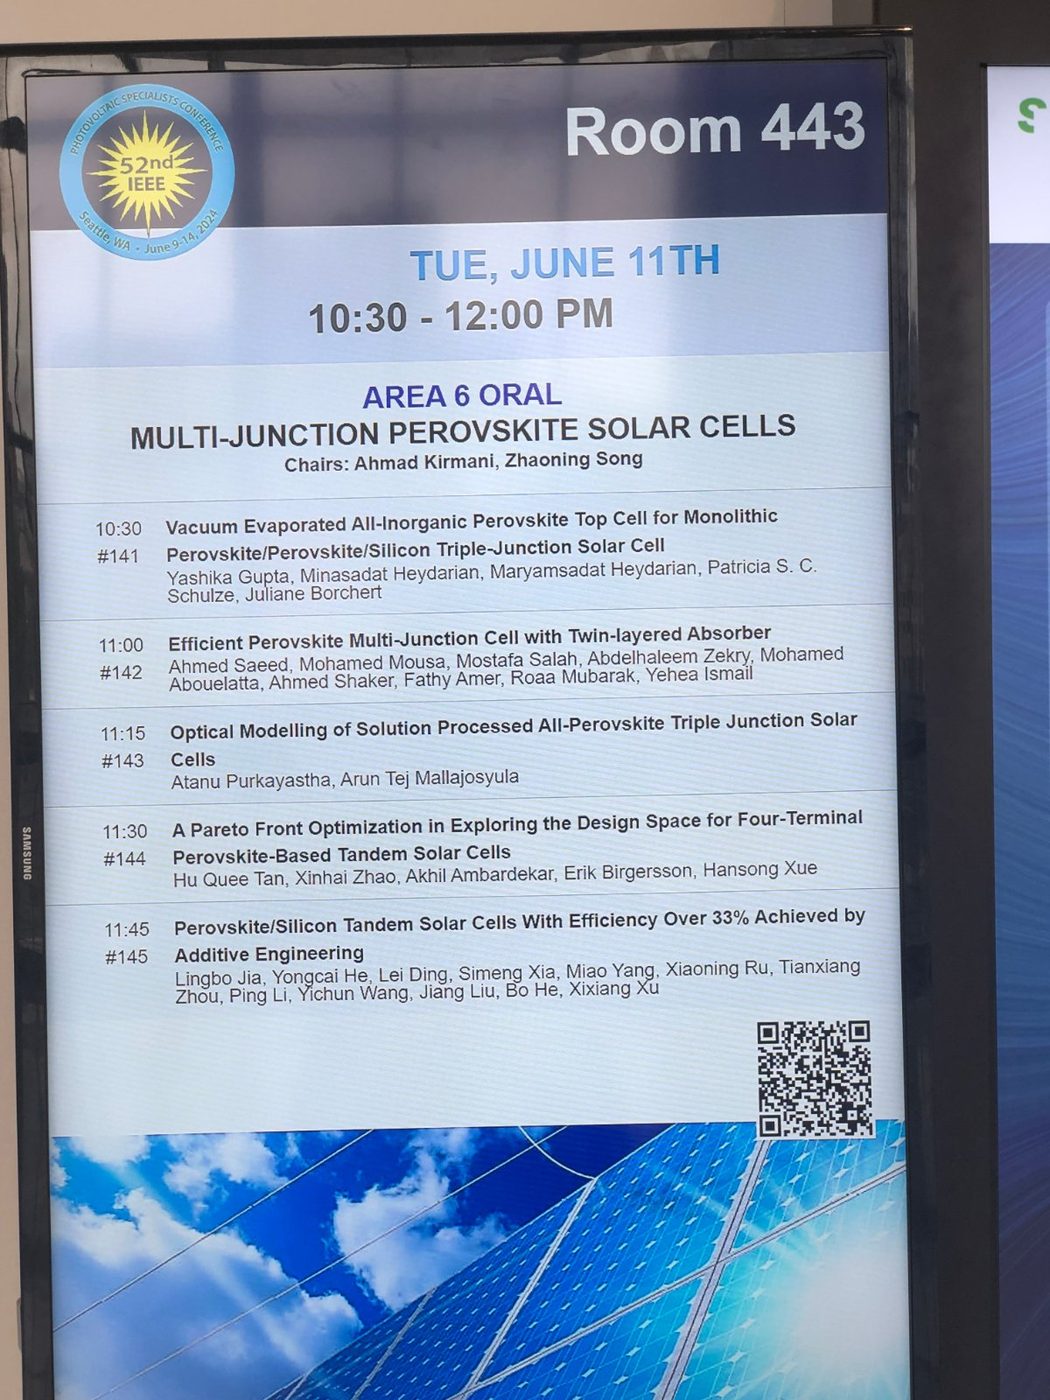 PHOTOVOLTAIC SPECIALISTS CONFERENCE
52nd
IEEE
Seattle, WA - June 9-14, 2024
Room 443
TUE, JUNE 11TH
10:30 - 12:00 PM
AREA 6 ORAL
MULTI-JUNCTION PEROVSKITE SOLAR CELLS
Chairs: Ahmad Kirmani, Zhaoning Song
10:30 Vacuum Evaporated All-Inorganic Perovskite Top Cell for Monolithic
#141 Perovskite/Perovskite/Silicon Triple-Junction Solar Cell
Yashika Gupta, Minasadat Heydarian, Maryamsadat Heydarian, Patricia S. C.
Schulze, Juliane Borchert
11:00 Efficient Perovskite Multi-Junction Cell with Twin-layered Absorber
#142 Ahmed Saeed, Mohamed Mousa, Mostafa Salah, Abdelhaleem Zekry, Mohamed
Abouelatta, Ahmed Shaker, Fathy Amer, Roaa Mubarak, Yehea Ismail
11:15 Optical Modelling of Solution Processed All-Perovskite Triple Junction Solar
#143 Cells
Atanu Purkayastha, Arun Tej Mallajosyula
11:30 A Pareto Front Optimization in Exploring the Design Space for Four-Terminal
#144 Perovskite-Based Tandem Solar Cells
Hu Quee Tan, Xinhai Zhao, Akhil Ambardekar, Erik Birgersson, Hansong Xue
11:45 Perovskite/Silicon Tandem Solar Cells With Efficiency Over 33% Achieved by
#145 Additive Engineering
Lingbo Jia, Yongcai He, Lei Ding, Simeng Xia, Miao Yang, Xiaoning Ru, Tianxiang
Zhou, Ping Li, Yichun Wang, Jiang Liu, Bo He, Xixiang Xu
SAMSUNG